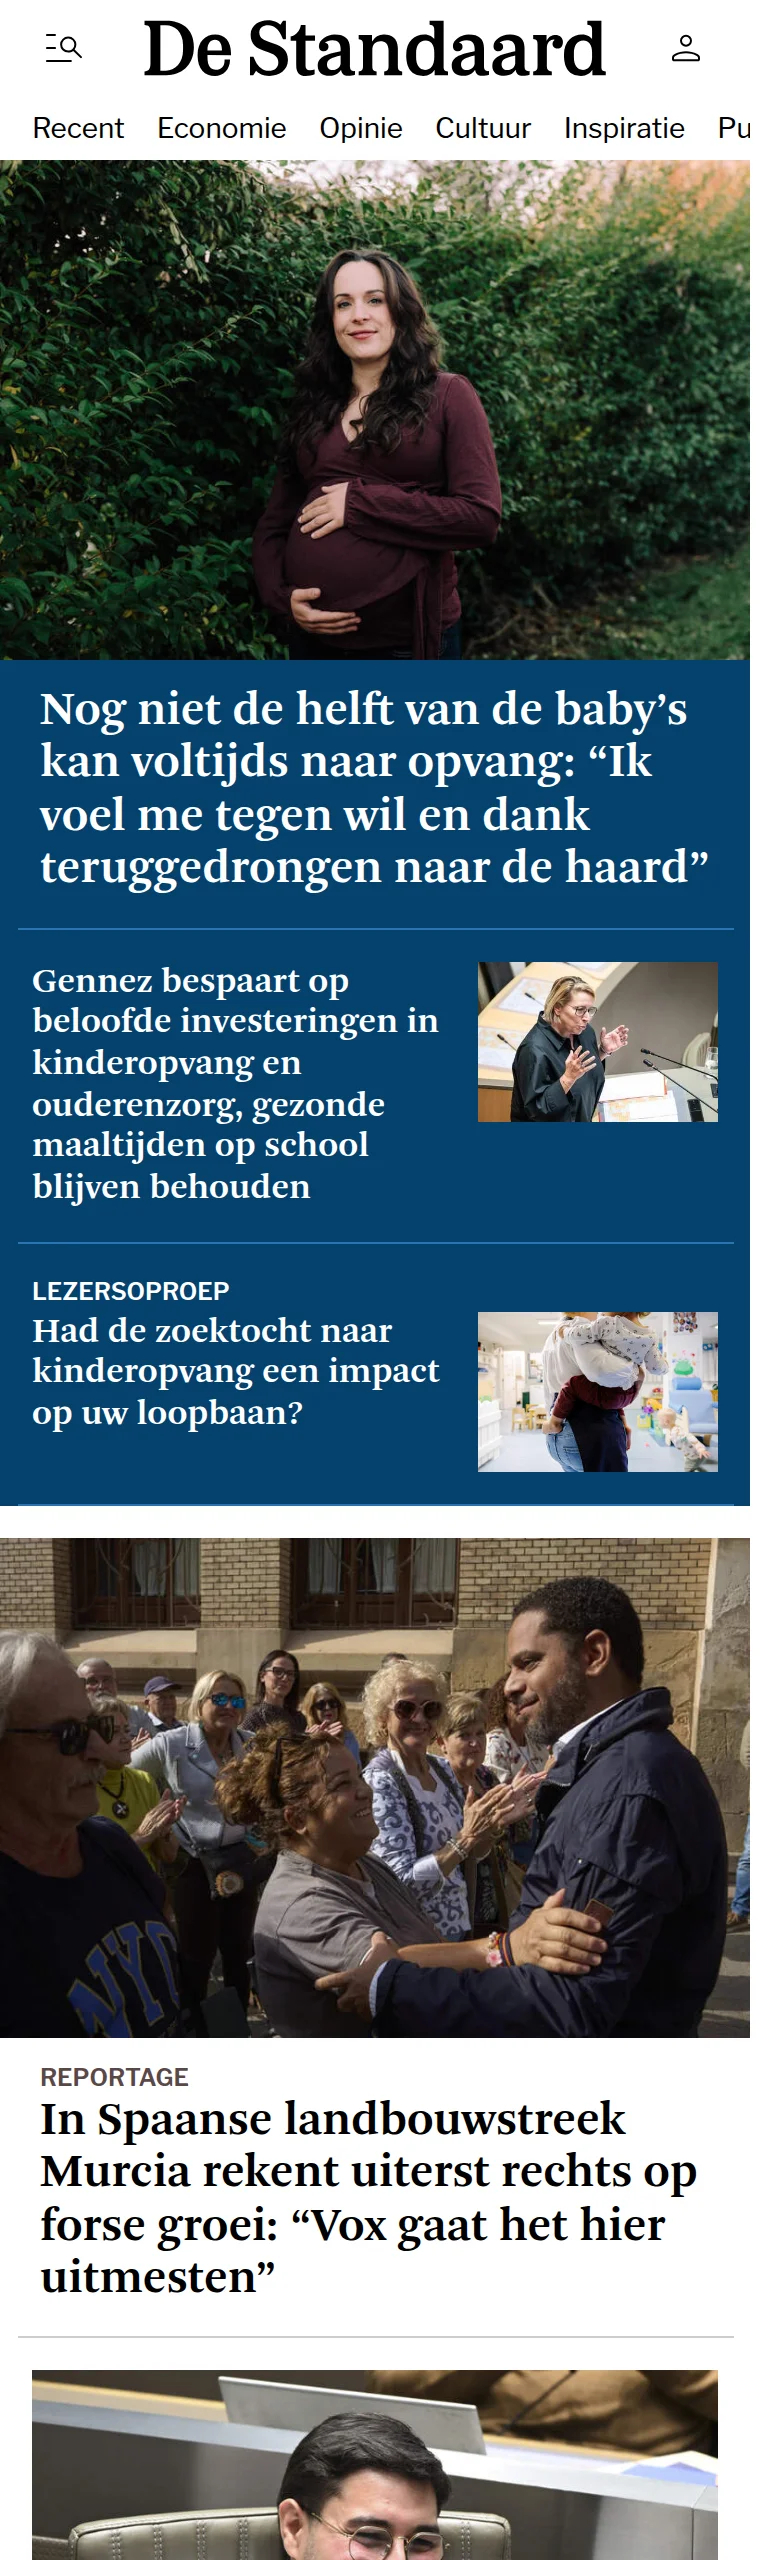 De Standaard
Recent Economie Opinie Cultuur Inspiratie Pu
Nog niet de helft van de baby’s
kan voltijds naar opvang: “Ik
voel me tegen wil en dank
teruggedrongen naar de haard”
Gennez bespaart op
beloofde investeringen in
kinderopvang en
ouderenzorg, gezonde
maaltijden op school
blijven behouden
LEZERSOPROEP
Had de zoektocht naar
kinderopvang een impact
op uw loopbaan?
NYC
REPORTAGE
In Spaanse landbouwstreek
Murcia rekent uiterst rechts op
forse groei: “Vox gaat het hier
uitmesten”